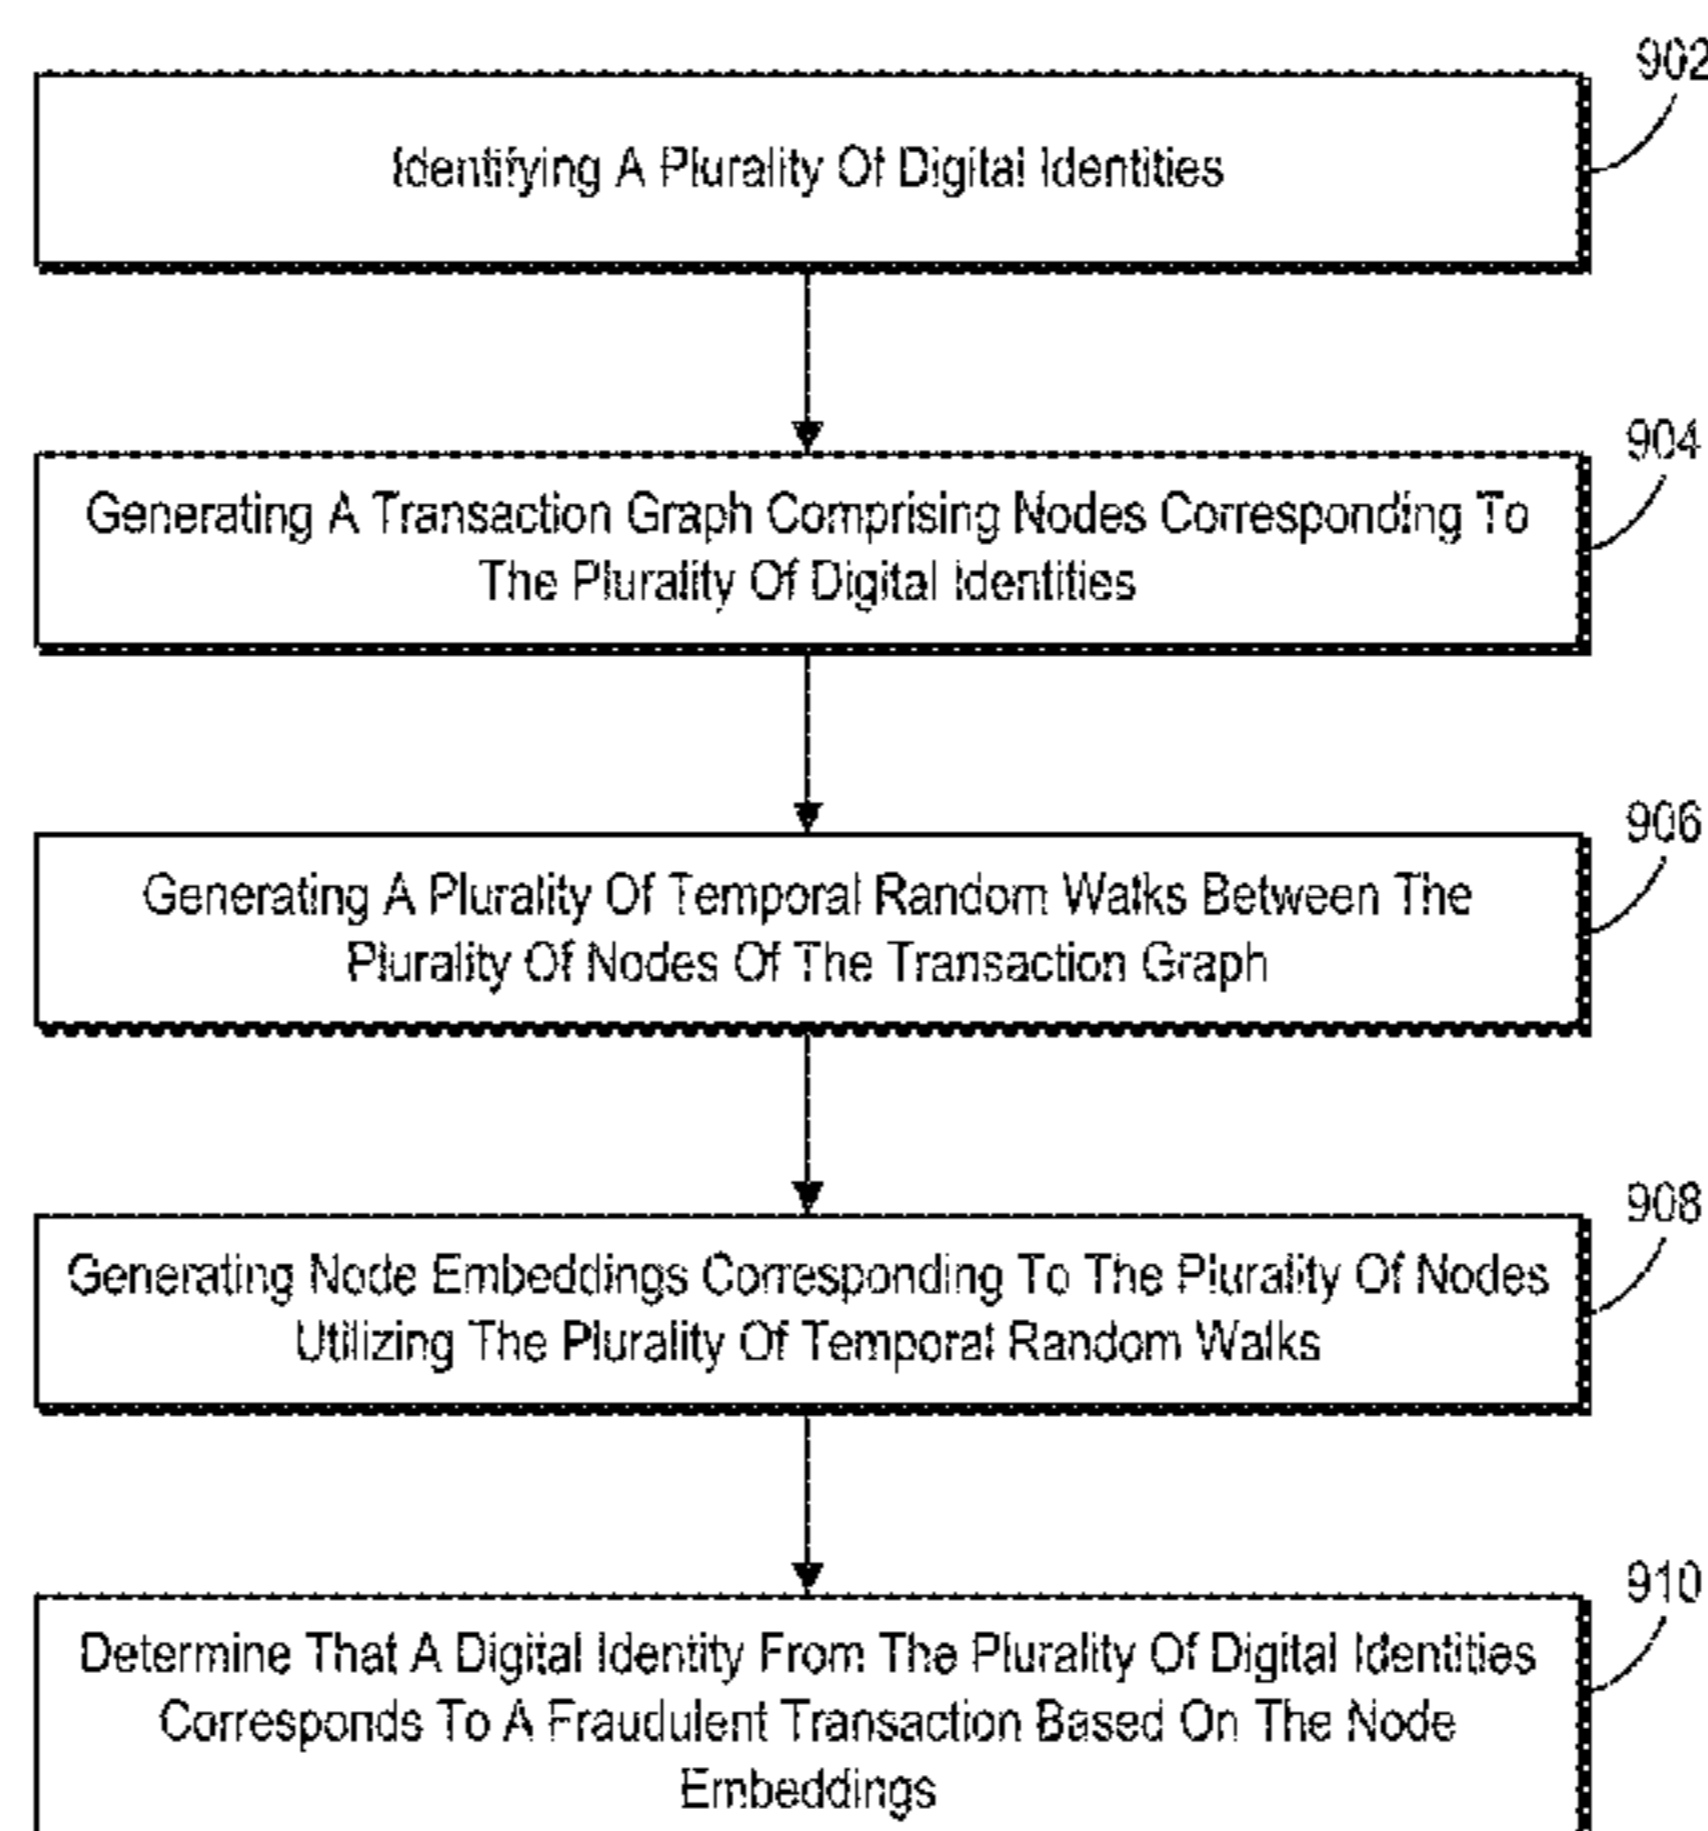 902
Identifying A Plurality Of Digital Identities
904
Generating A Transaction Graph Comprising Nodes Corresponding To
The Plurality Of Digital Identities
906
Generating A Plurality Of Temporal Random Walks Between The
Plurality Of Nodes Of The Transaction Graph
908
Generating Node Embeddings Corresponding To The Plurality Of Nodes
Utilizing The Plurality Of Temporal Random Walks
910
Determine That A Digital Identity From The Plurality Of Digital Identities
Corresponds To A Fraudulent Transaction Based On The Node
Embeddings